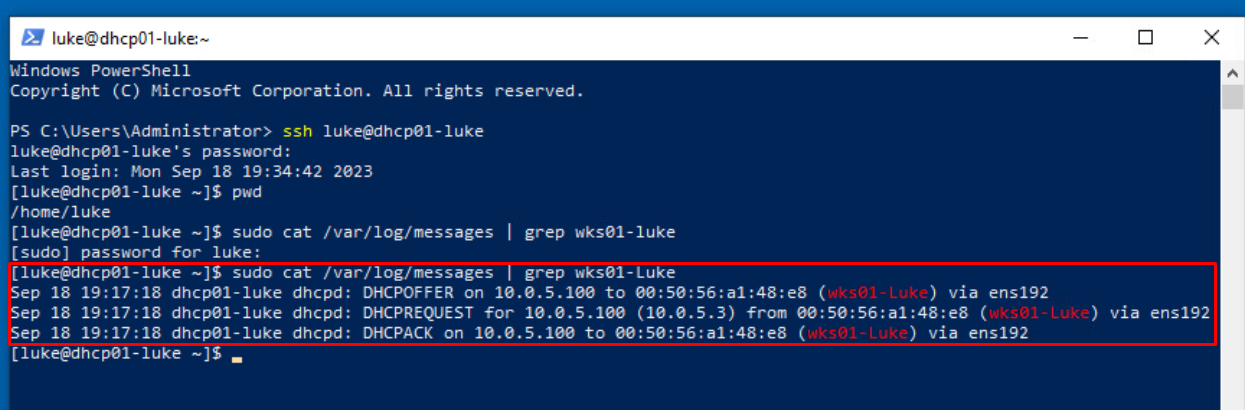 luke@dhcp01-luke:~
Windows PowerShell
Copyright (C) Microsoft Corporation. All rights reserved.
PS C:\Users\Administrator> ssh luke@dhcp01-luke
luke@dhcp01-luke's password:
Last login: Mon Sep 18 19:34:42 2023
[luke@dhcp01-luke ~]$ pwd
/home/luke
[luke@dhcp01-luke ~]$ sudo cat /var/log/messages | grep wks01-luke
[sudo] password for luke:
[luke@dhcp01-luke ~]$ sudo cat /var/log/messages | grep wks01-Luke
Sep 18 19:17:18 dhcp01-luke dhcpd: DHCPOFFER on 10.0.5.100 to 00:50:56:a1:48:e8 (wks01-Luke) via ens192
Sep 18 19:17:18 dhcp01-luke dhcpd: DHCPREQUEST for 10.0.5.100 (10.0.5.3) from 00:50:56:a1:48:e8 (wks01-Luke) via ens192
Sep 18 19:17:18 dhcp01-luke dhcpd: DHCPACK on 10.0.5.100 to 00:50:56:a1:48:e8 (wks01-Luke) via ens192
[luke@dhcp01-luke ~]$